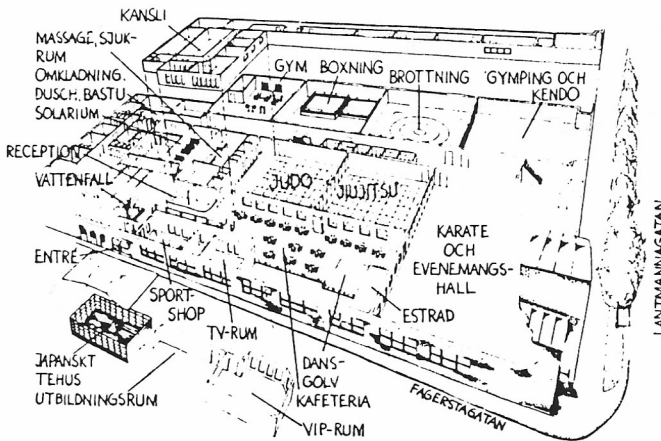 KANSLI
MASSAGE, SJUK-
RUM
OMKLÄDNING.
DUSCH. BASTU
SOLARIUM
RECEPTION
VATTENFALL
ENTRÉ
GYM
BOXNING
BROTTNING
GYMPING OCH
KENDO
JUDO
JIUJITSU
KARATE
OCH
EVENEMANGS-
HALL
ESTRAD
SPORT-
SHOP
TV-RUM
DANS-
GOLV
KAFETERIA
VIP-RUM
JAPANSKT
TEHUS
UTBILDNINGSRUM
FAGERSTAGATAN
LANTMANNAGATAN